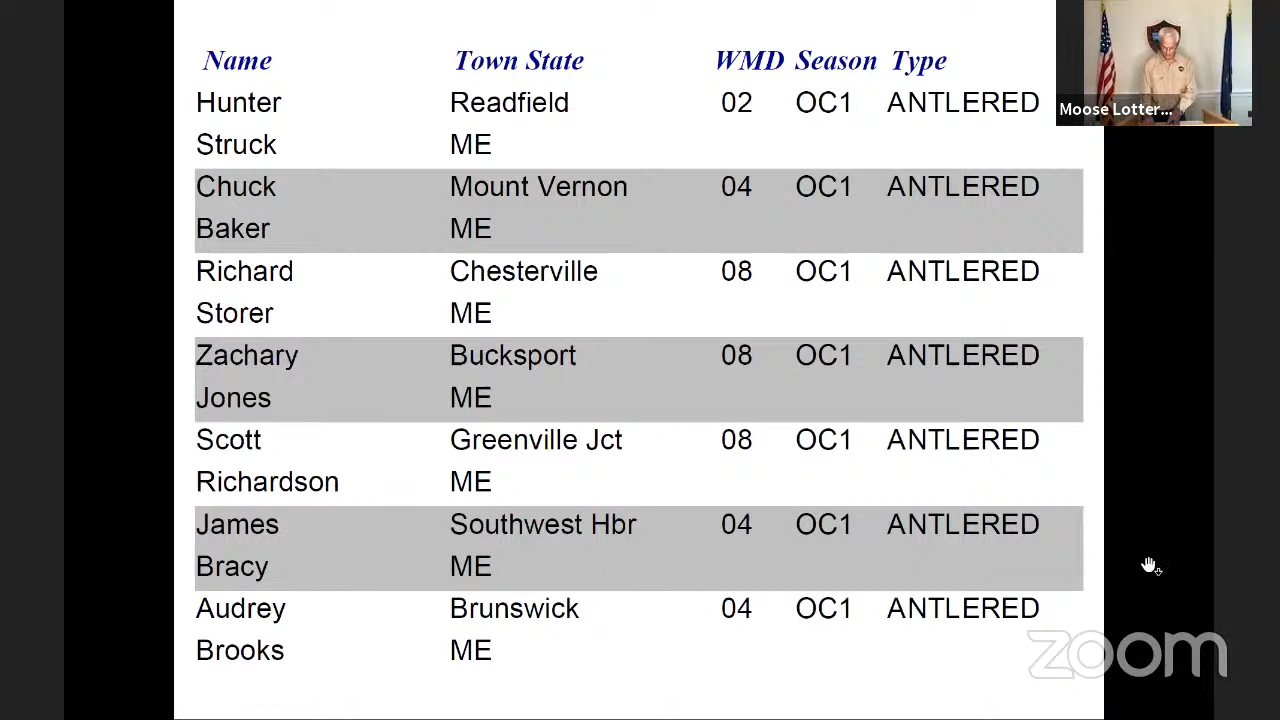 Name Town State WMD Season Type
Hunter Readfield 02 OC1 ANTLERED
Struck ME
Chuck Mount Vernon 04 OC1 ANTLERED
Baker ME
Richard Chesterville 08 OC1 ANTLERED
Storer ME
Zachary Bucksport 08 OC1 ANTLERED
Jones ME
Scott Greenville Jct 08 OC1 ANTLERED
Richardson ME
James Southwest Hbr 04 OC1 ANTLERED
Bracy ME
Audrey Brunswick 04 OC1 ANTLERED
Brooks ME
Moose Lotter...
zoom